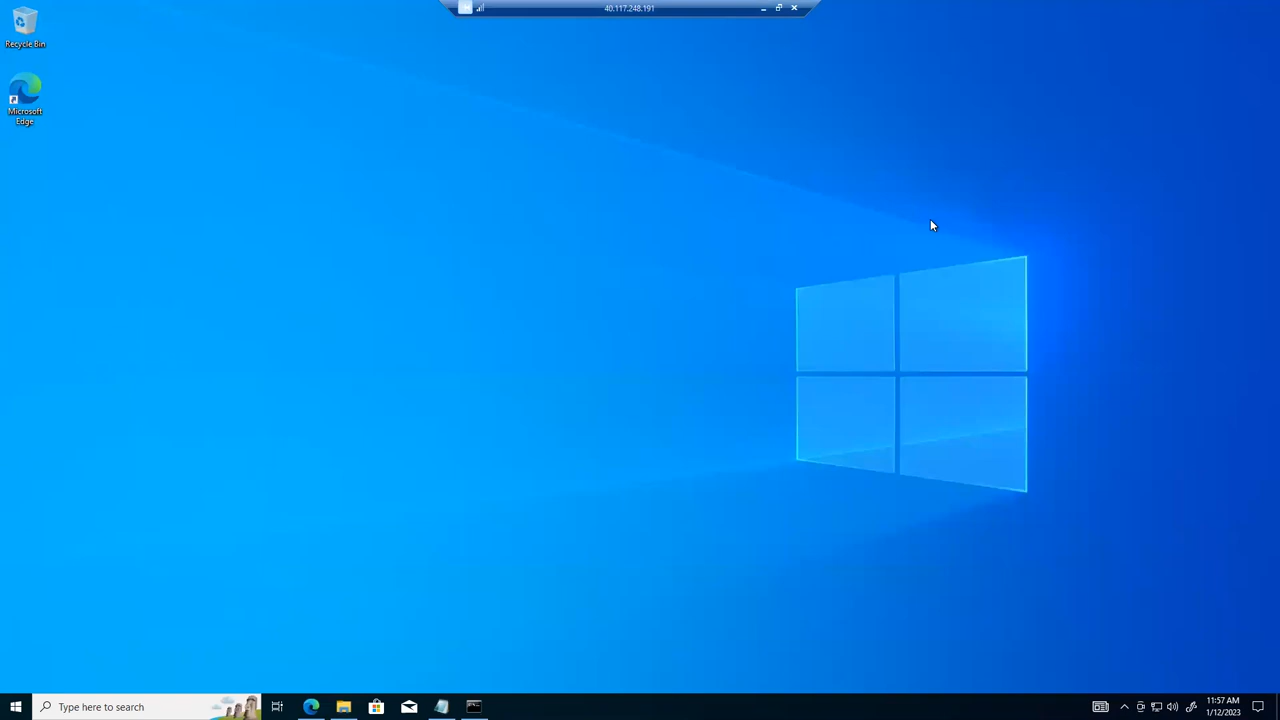 40.117.248.191
Recycle Bin
Microsoft
Edge
Type here to search
11:57 AM
1/12/2023